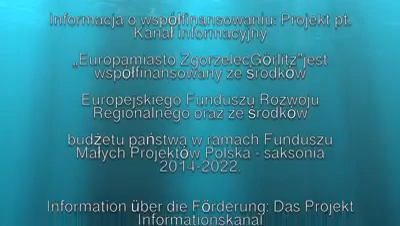 Informacja o współfinansowaniu: Projekt pt.
Kanał informacyjny
„Europamiasto ZgorzelecGörlitz”jest
współfinansowany ze środków
Europejskiego Funduszu Rozwoju
Regionalnego oraz ze środków
budżetu państwa w ramach Funduszu
Małych Projektów Polska - saksonia
2014-2022.
Information über die Förderung: Das Projekt
Informationskanal